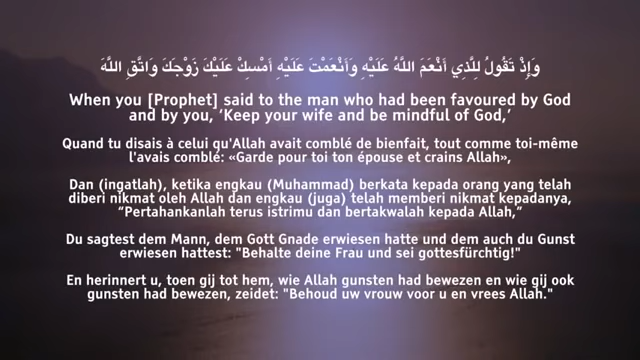 وَإِذْ تَقُولُ لِلَّذِي أَنْعَمَ اللَّهُ عَلَيْهِ وَأَنْعَمْتَ عَلَيْهِ أَمْسِكْ عَلَيْكَ زَوْجَكَ وَاتَّقِ اللَّهَ
When you [Prophet] said to the man who had been favoured by God
and by you, ‘Keep your wife and be mindful of God,’
Quand tu disais à celui qu'Allah avait comblé de bienfait, tout comme toi-même
l'avais comblé: «Garde pour toi ton épouse et crains Allah»,
Dan (ingatlah), ketika engkau (Muhammad) berkata kepada orang yang telah
diberi nikmat oleh Allah dan engkau (juga) telah memberi nikmat kepadanya,
“Pertahankanlah terus istrimu dan bertakwalah kepada Allah,”
Du sagtest dem Mann, dem Gott Gnade erwiesen hatte und dem auch du Gunst
erwiesen hattest: "Behalte deine Frau und sei gottesfürchtig!"
En herinnert u, toen gij tot hem, wie Allah gunsten had bewezen en wie gij ook
gunsten had bewezen, zeidet: "Behoud uw vrouw voor u en vrees Allah."